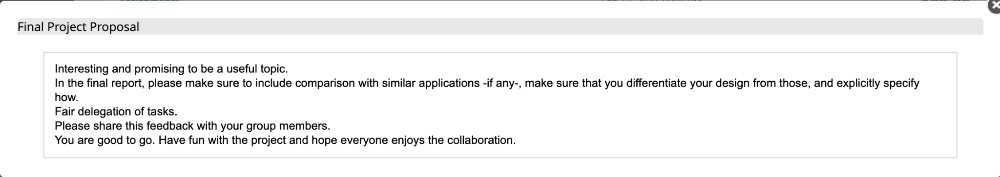 Final Project Proposal
Interesting and promising to be a useful topic.
In the final report, please make sure to include comparison with similar applications -if any-, make sure that you differentiate your design from those, and explicitly specify
how.
Fair delegation of tasks.
Please share this feedback with your group members.
You are good to go. Have fun with the project and hope everyone enjoys the collaboration.